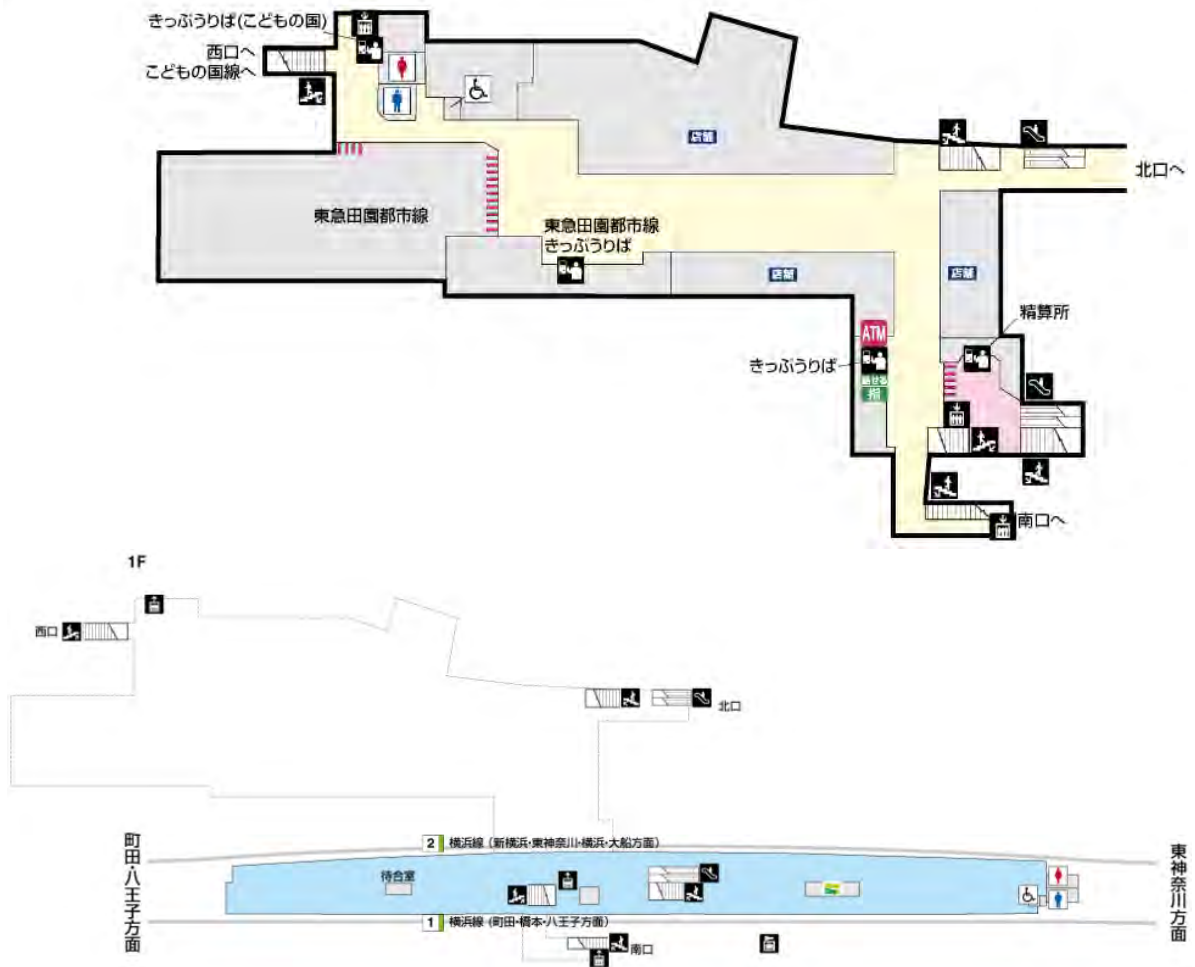 きっぷうりば(こどもの国)
西口へ
こどもの国線へ
店舗
北口へ
東急田園都市線
東急田園都市線
きっぷうりば
店舗
店舗
精算所
ATM
きっぷうりば
話せる
指
南口へ
1F
西口
北口
町田・八王子方面
2 横浜線(新横浜・東神奈川・横浜・大船方面)
東神奈川方面
待合室
1 横浜線(町田・橋本・八王子方面)
南口